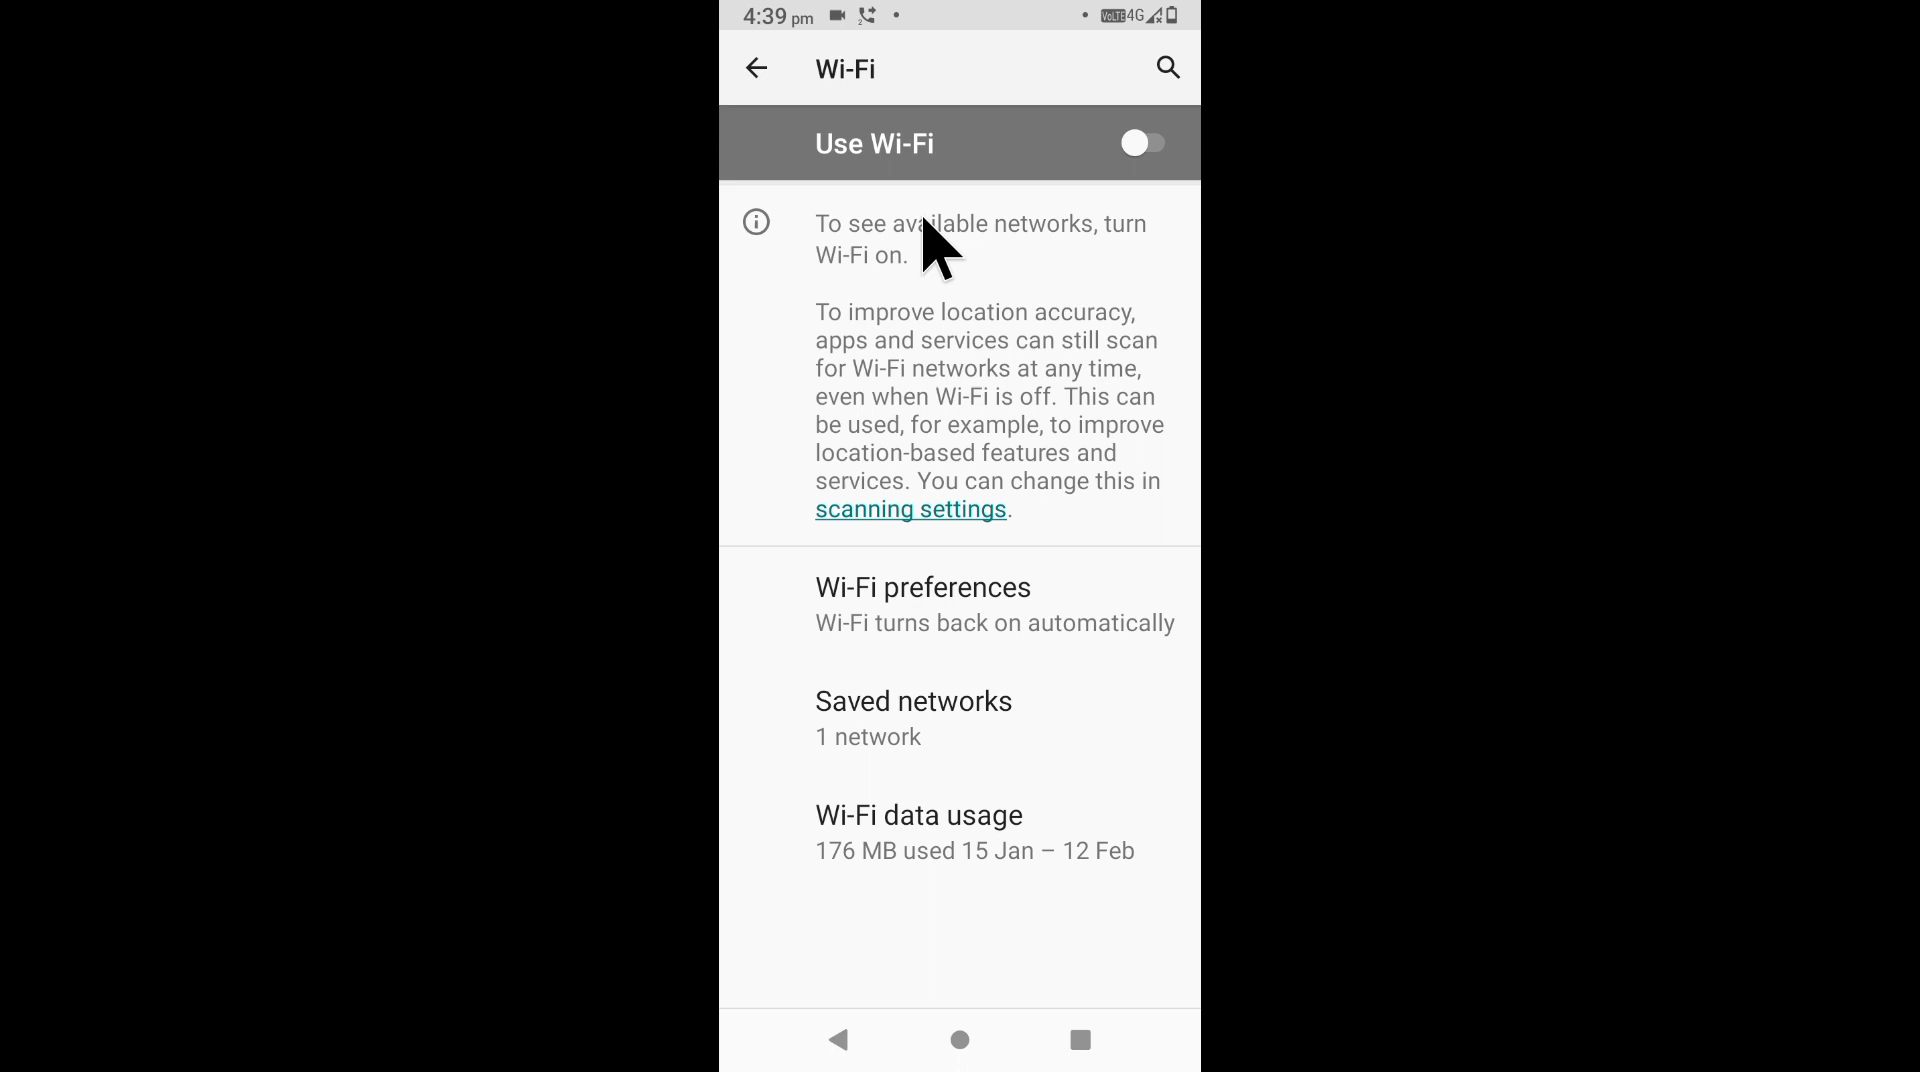 4:39 pm 2 VoLTE 4G
Wi-Fi
Use Wi-Fi
To see available networks, turn
Wi-Fi on.
To improve location accuracy,
apps and services can still scan
for Wi-Fi networks at any time,
even when Wi-Fi is off. This can
be used, for example, to improve
location-based features and
services. You can change this in
scanning settings.
Wi-Fi preferences
Wi-Fi turns back on automatically
Saved networks
1 network
Wi-Fi data usage
176 MB used 15 Jan – 12 Feb